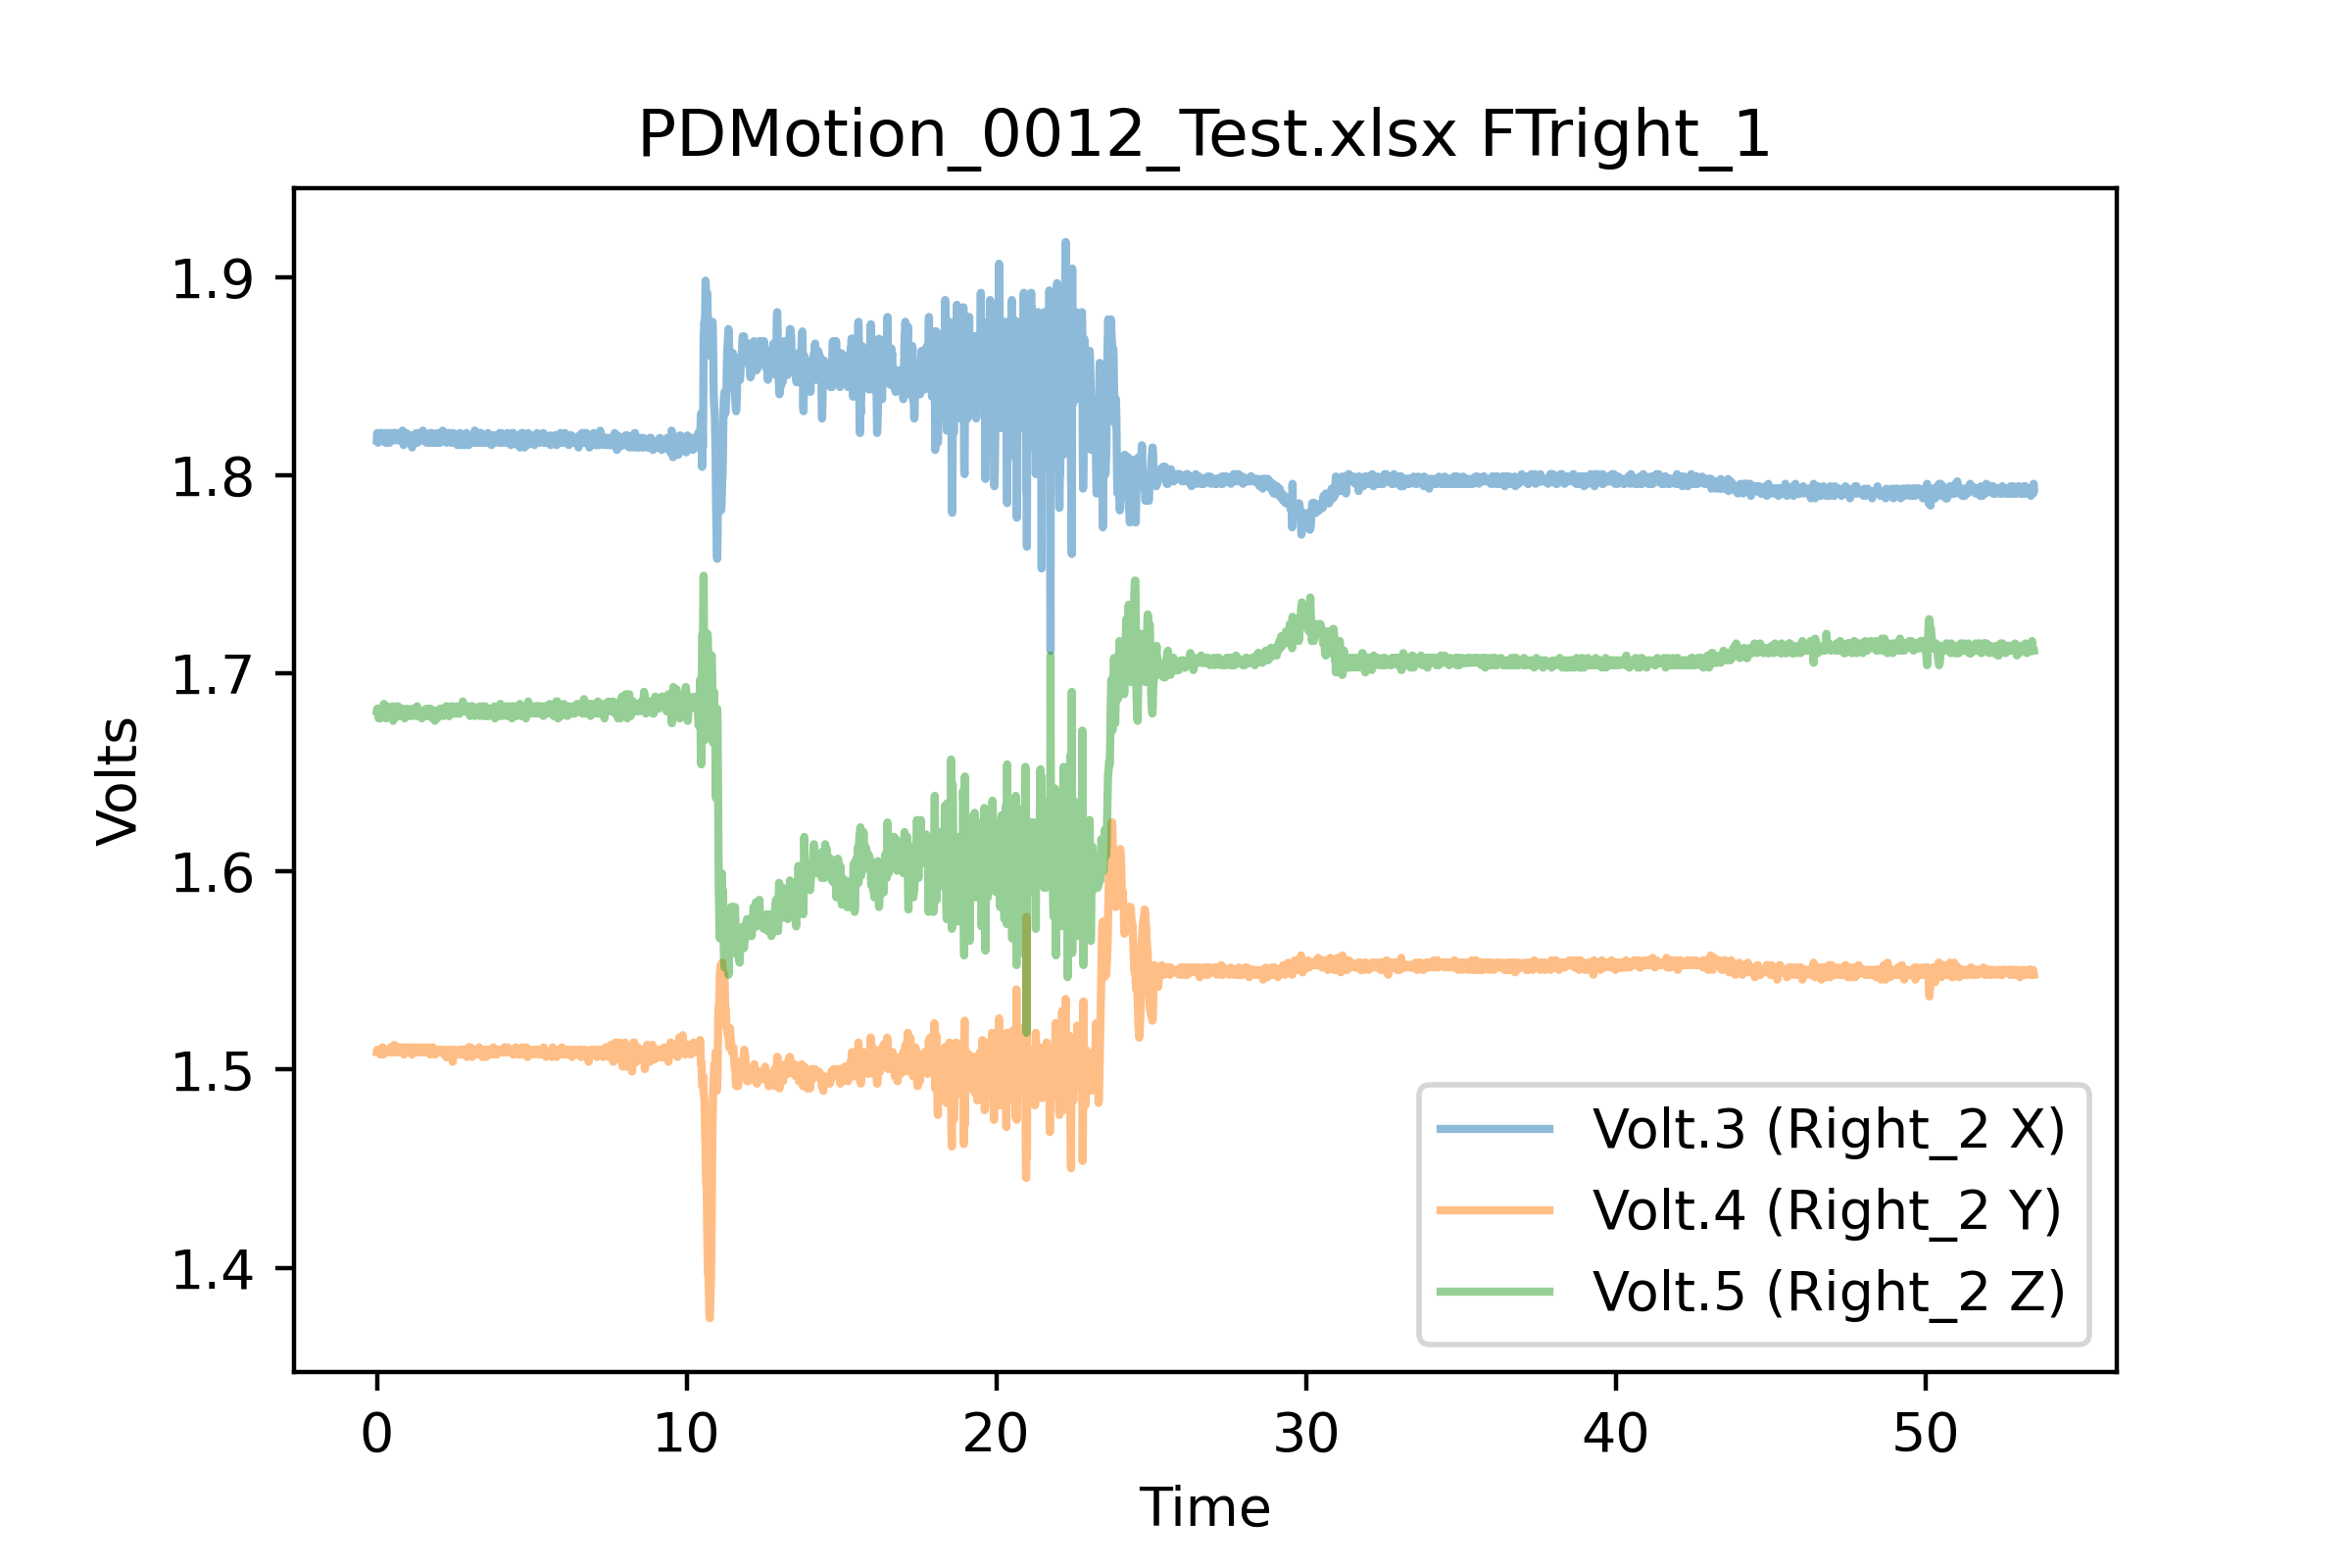 PDMotion_0012_Test.xlsx FTright_1
1.9
1.8
1.7
1.6
1.5
1.4
Volts
0 10 20 30 40 50
Time
Volt.3 (Right_2 X)
Volt.4 (Right_2 Y)
Volt.5 (Right_2 Z)